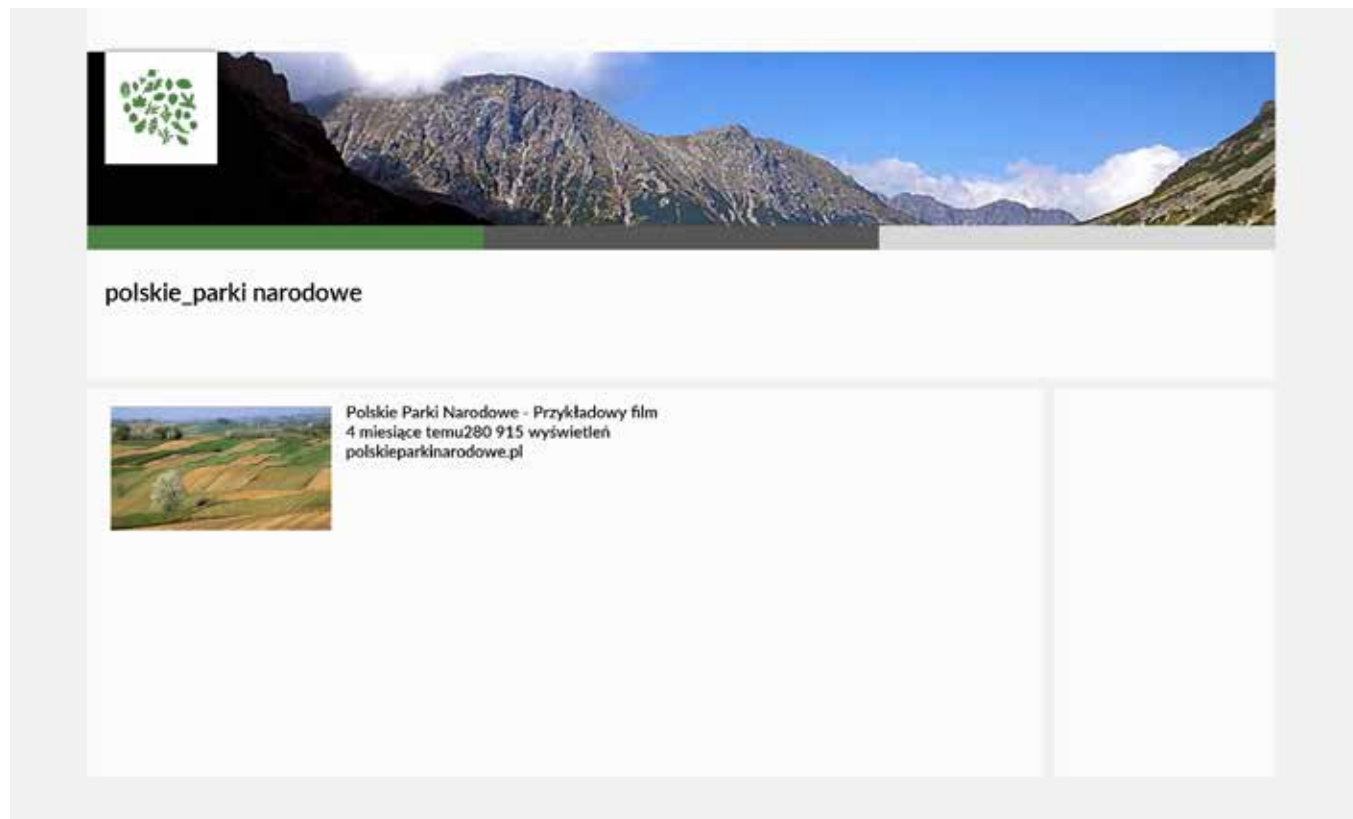 polskie_parki narodowe
Polskie Parki Narodowe - Przykładowy film
4 miesiące temu280 915 wyświetleń
polskieparkinarodowe.pl